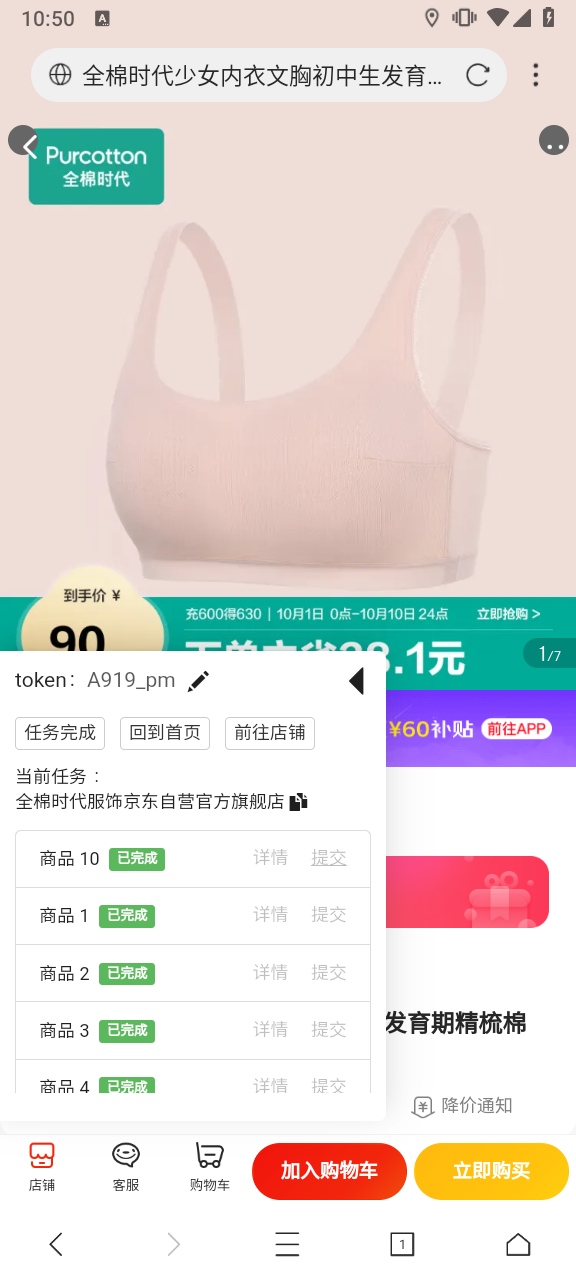 10:50
A
全棉时代少女内衣文胸初中生发育...
Purcotton
全棉时代
到手价 ¥
90
充600得630 | 10月1日 0点-10月10日 24点 立即抢购 >
.1元
1/7
token: A919_pm
¥60补贴 前往APP
任务完成 回到首页 前往店铺
当前任务：
全棉时代服饰京东自营官方旗舰店
商品 10 已完成 详情 提交
商品 1 已完成 详情 提交
商品 2 已完成 详情 提交
商品 3 已完成 详情 提交
发育期精梳棉
商品 4 已完成 详情 提交
降价通知
店铺 客服 购物车 加入购物车 立即购买
1